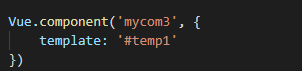 Vue.component('mycom3', {
    template: '#temp1'
})